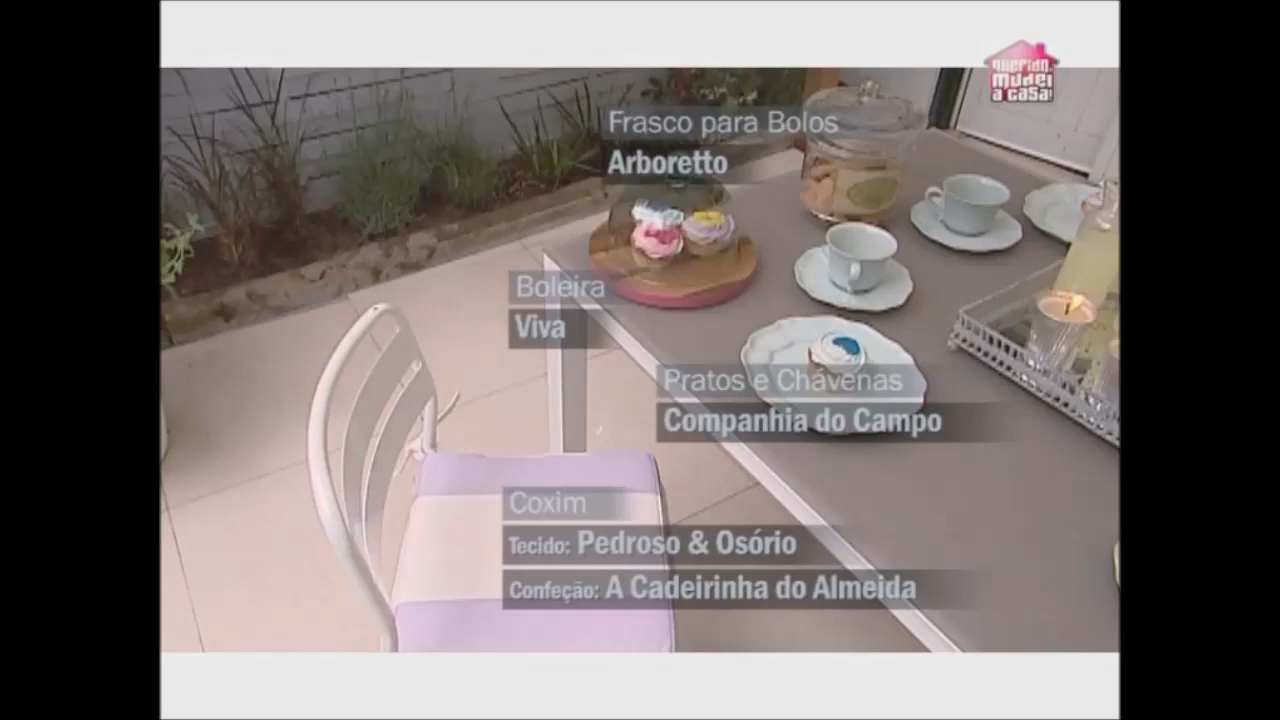 Querido,
Mudei
a casa!
Frasco para Bolos
Arboretto
Boleira
Viva
Pratos e Chávenas
Companhia do Campo
Coxim
Tecido: Pedroso & Osório
Confeção: A Cadeirinha do Almeida